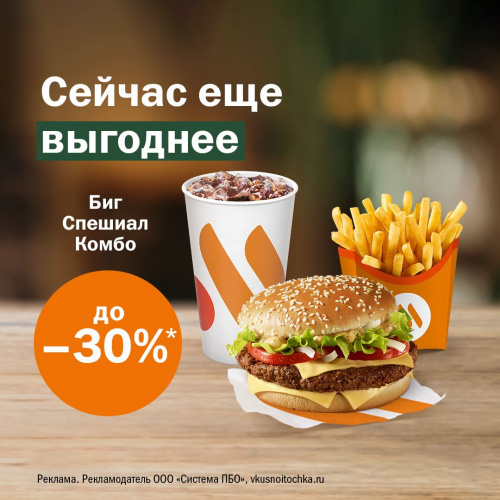 Сейчас еще
выгоднее
Биг
Спешиал
Комбо
до
–30%*
Реклама. Рекламодатель ООО «Система ПБО», vkusnoitochka.ru